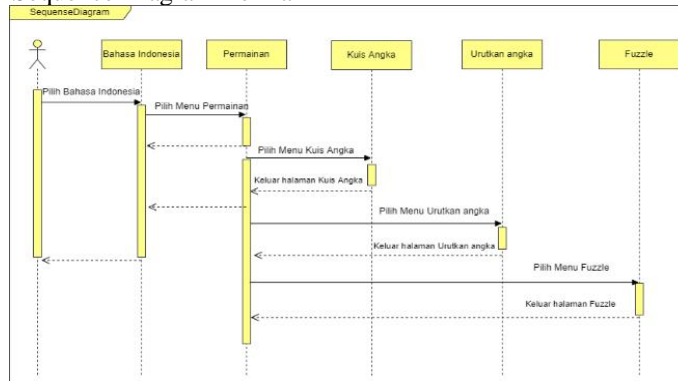 SequenseDiagram
Bahasa Indonesia
Permainan
Kuis Angka
Urutkan angka
Fuzzle
Pilih Bahasa Indonesia
Pilih Menu Permainan
Pilih Menu Kuis Angka
Keluar halaman Kuis Angka
Pilih Menu Urutkan angka
Keluar halaman Urutkan angka
Pilih Menu Fuzzle
Keluar halaman Fuzzle